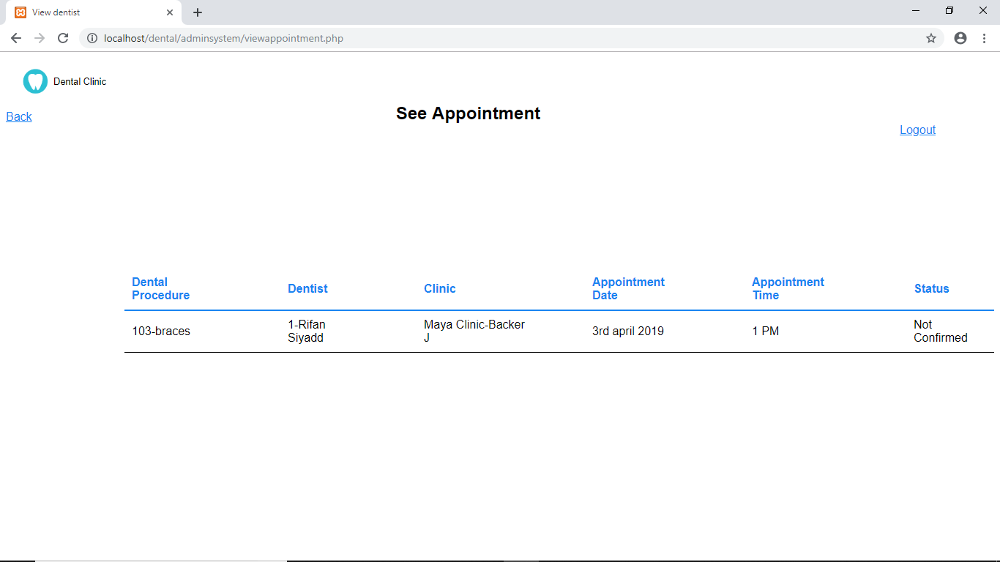 View dentist
localhost/dental/adminsystem/viewappointment.php
Dental Clinic
Back
See Appointment
Logout
Dental
Procedure
Dentist
Clinic
Appointment
Date
Appointment
Time
Status
103-braces
1-Rifan
Siyadd
Maya Clinic-Backer
J
3rd april 2019
1 PM
Not
Confirmed